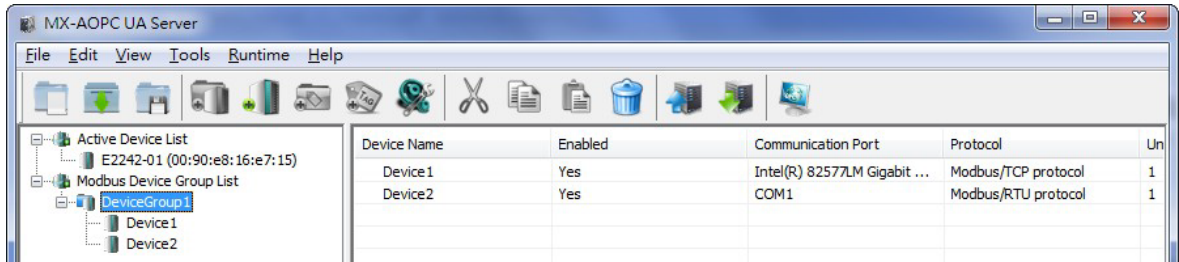 MX-AOPC UA Server
File Edit View Tools Runtime Help
Active Device List
E2242-01 (00:90:e8:16:e7:15)
Modbus Device Group List
DeviceGroup1
Device1
Device2
Device Name Enabled Communication Port Protocol Un
Device1 Yes Intel(R) 82577LM Gigabit ... Modbus/TCP protocol 1
Device2 Yes COM1 Modbus/RTU protocol 1